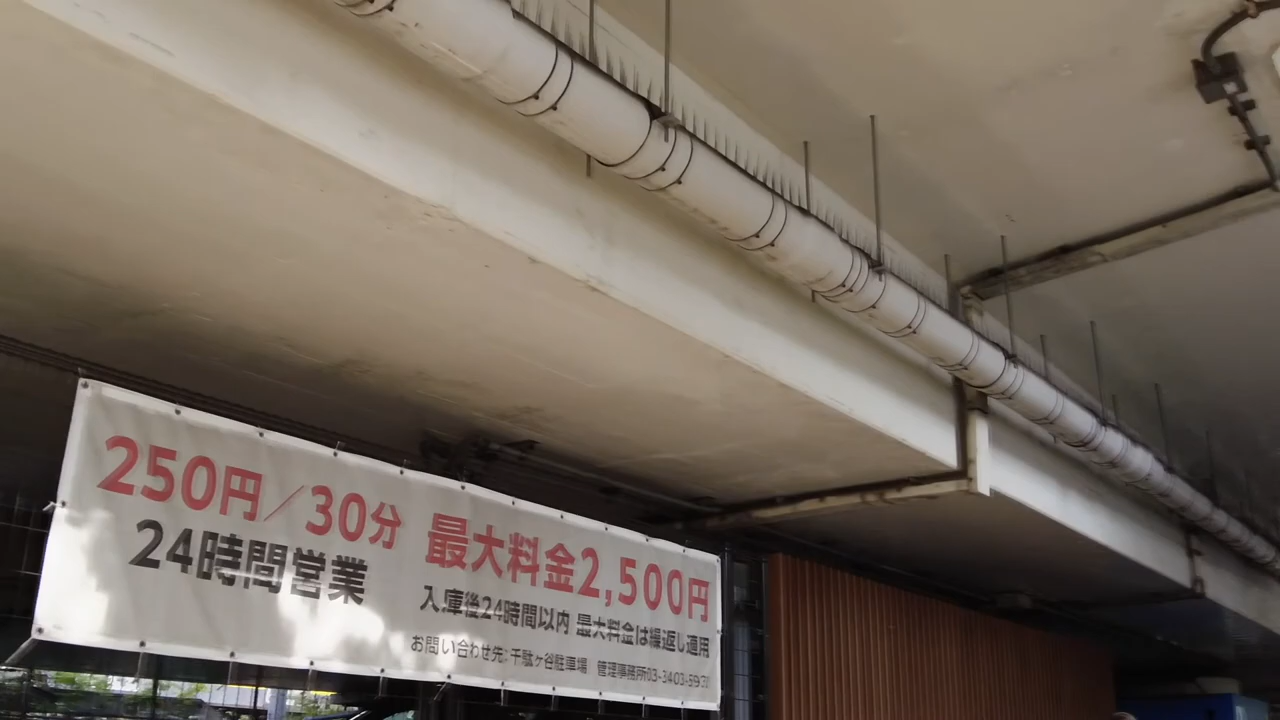 250円／30分
24時間営業
最大料金2,500円
入庫後24時間以内 最大料金は繰返し適用
お問い合わせ先:千駄ヶ谷駐車場 管理事務所03-3403-5931